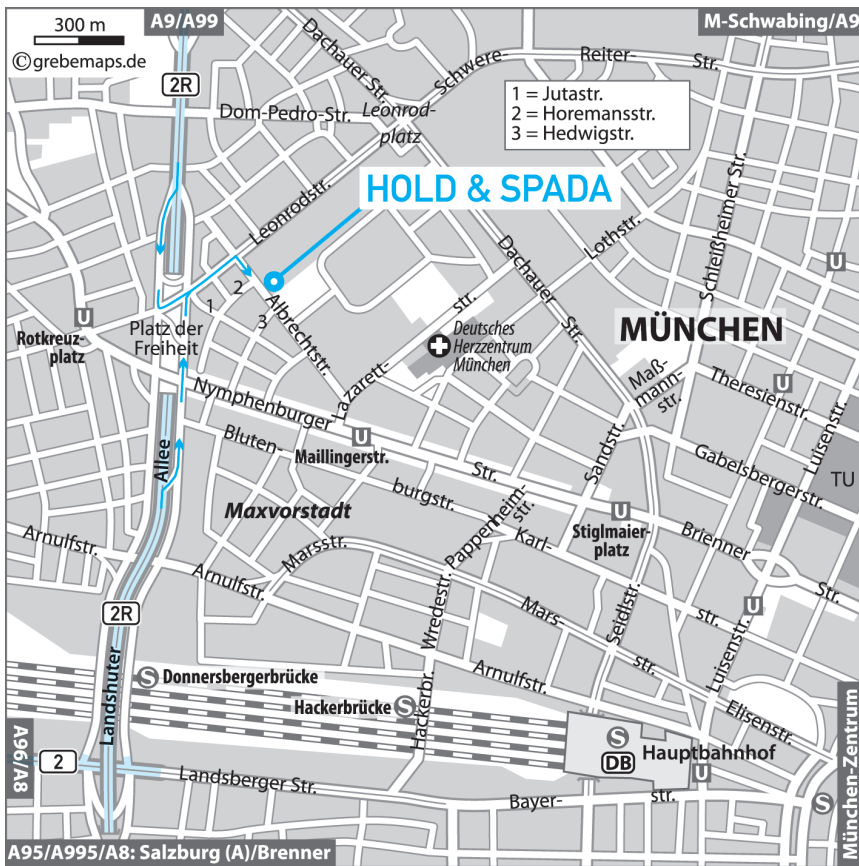 300 m
©grebemaps.de
A9/A99
M-Schwabing/A9
2R
Dachauer Str.
Schwere-
Reiter-
Str.
Dom-Pedro-Str.
Leonrod-
platz
1 = Jutastr.
2 = Horemansstr.
3 = Hedwigstr.
HOLD & SPADA
Leonrodstr.
Dachauer
Str.
Lothstr.
Schleißheimer Str.
U
U
Rotkreuz-
platz
Platz der
Freiheit
1
2
3
Albrechtstr.
Lazarett-
str.
Deutsches
Herzzentrum
München
MÜNCHEN
Maß-
mann-
str.
Theresienstr.
U
Nymphenburger
Str.
U
Maillingerstr.
Bluten-
burgstr.
Sandstr.
Gabelsbergerstr.
Luisenstr.
TU
Allee
Maxvorstadt
Pappenheim-
str.
U
Stiglmaier-
platz
Brienner
Str.
Arnulfstr.
Arnulfstr.
Marsstr.
Karl-
str.
2R
Wredestr.
Mars-
str.
Seidlstr.
U
Luisenstr.
Landshuter
S Donnersbergerbrücke
Hackerbrücke S
Hackerbr.
Arnulfstr.
Elisenstr.
S
DB
Hauptbahnhof
U
A96/A8
2
Landsberger Str.
Bayer-
str.
S
München-Zentrum
A95/A995/A8: Salzburg (A)/Brenner